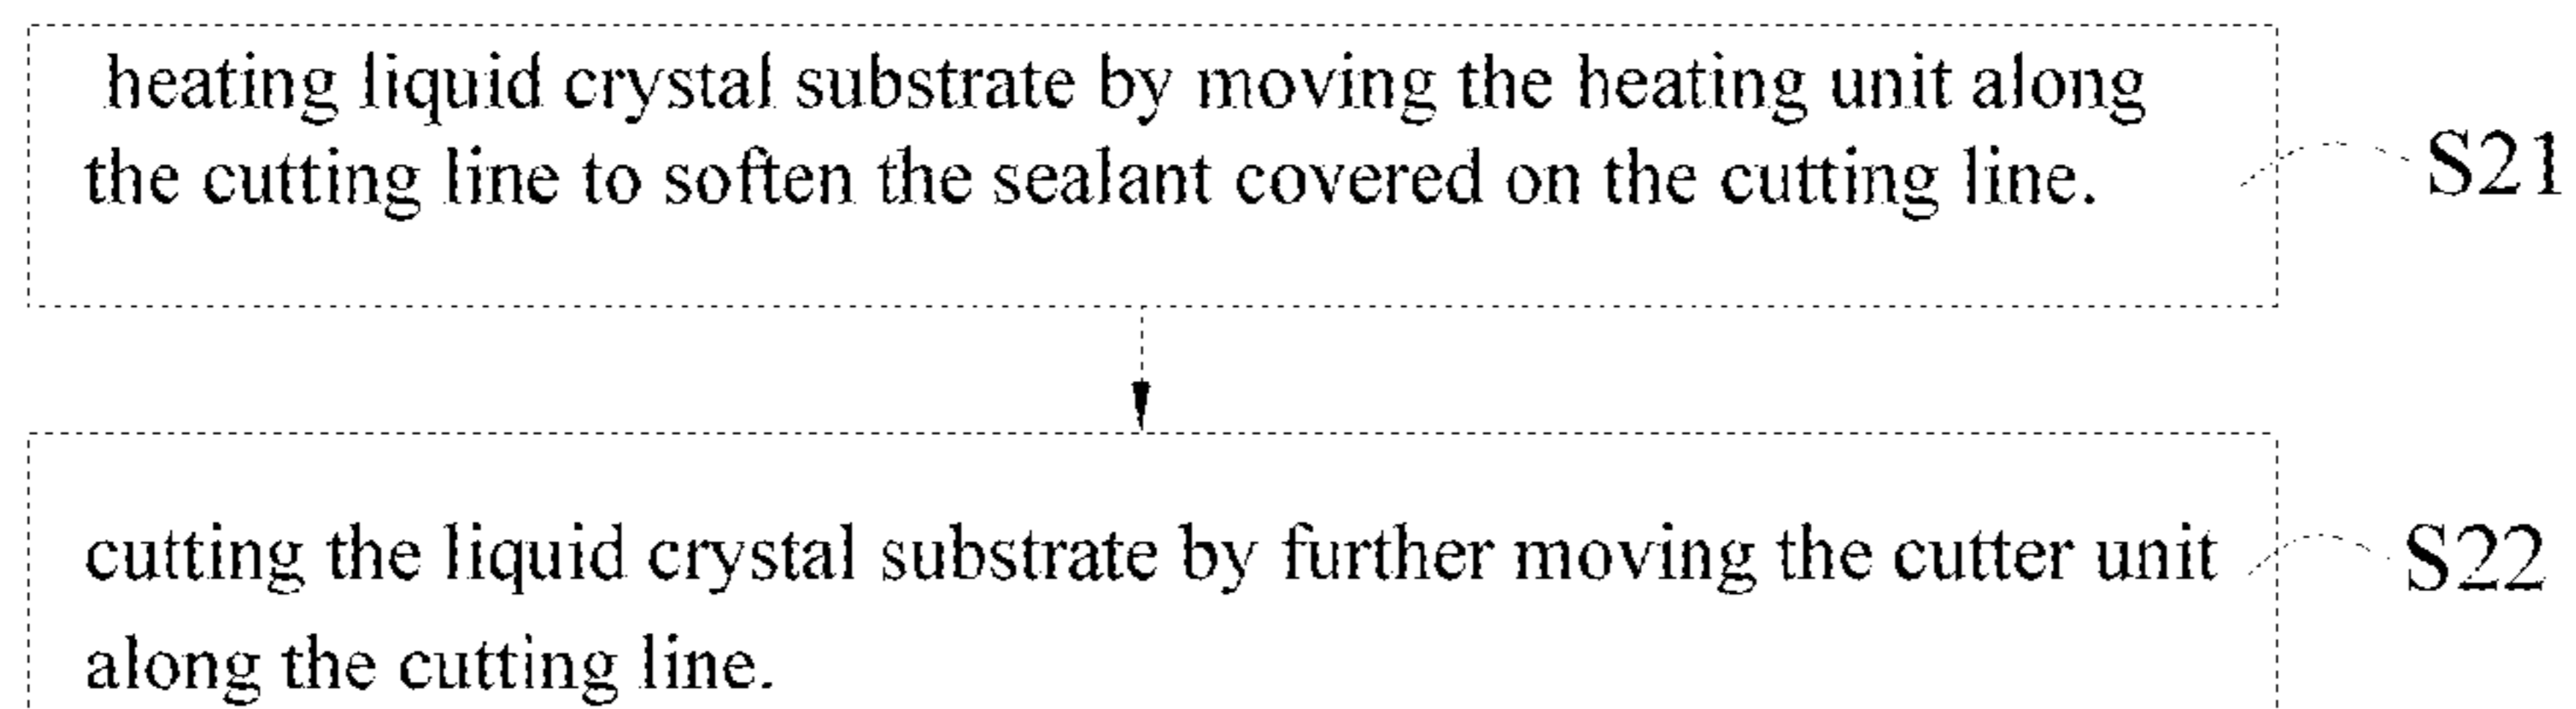 heating liquid crystal substrate by moving the heating unit along
the cutting line to soften the sealant covered on the cutting line.
S21
cutting the liquid crystal substrate by further moving the cutter unit
along the cutting line.
S22